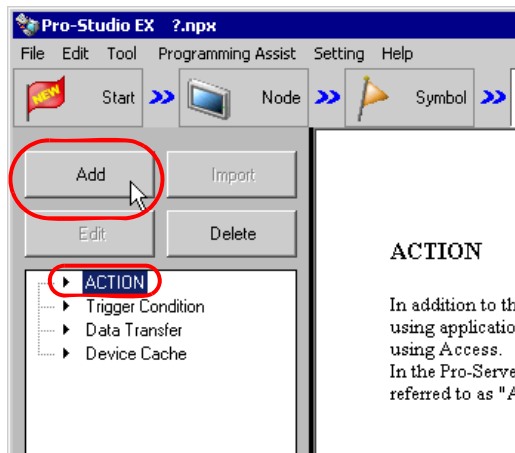 Pro-Studio EX ?.npx
File Edit Tool Programming Assist Setting Help
NEW Start Node Symbol
Add Import
Edit Delete
ACTION
Trigger Condition
Data Transfer
Device Cache
ACTION
In addition to th
using applicatio
using Access.
In the Pro-Serve
referred to as "A